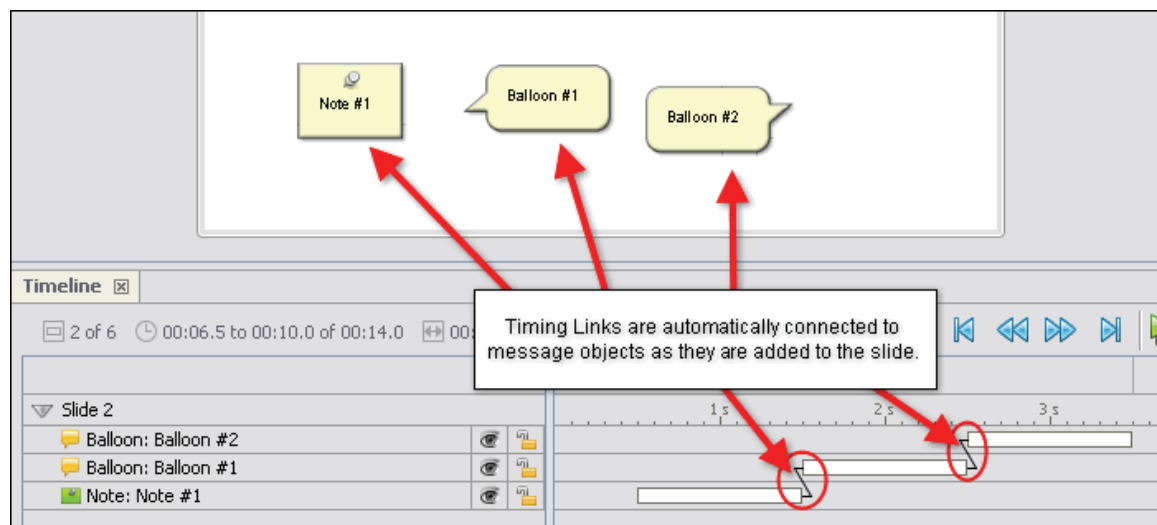 Note #1
Balloon #1
Balloon #2
Timeline
2 of 6 00:06.5 to 00:10.0 of 00:14.0 00:
Timing Links are automatically connected to
message objects as they are added to the slide.
Slide 2
1 s 2 s 3 s
Balloon: Balloon #2
Balloon: Balloon #1
Note: Note #1